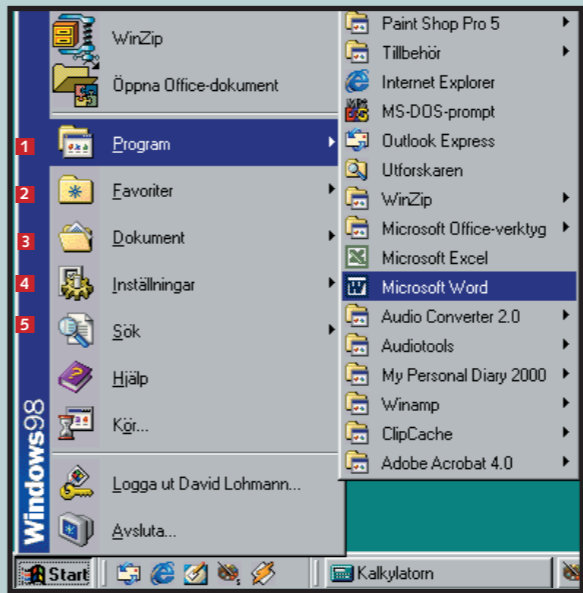 WinZip
Öppna Office-dokument
1 Program
2 Favoriter
3 Dokument
4 Inställningar
5 Sök
Hjälp
Kör...
Logga ut David Lohmann...
Avsluta...
Windows98
Paint Shop Pro 5
Tillbehör
Internet Explorer
MS-DOS-prompt
Outlook Express
Utforskaren
WinZip
Microsoft Office-verktyg
Microsoft Excel
Microsoft Word
Audio Converter 2.0
Audiotools
My Personal Diary 2000
Winamp
ClipCache
Adobe Acrobat 4.0
Start
Kalkylatorn